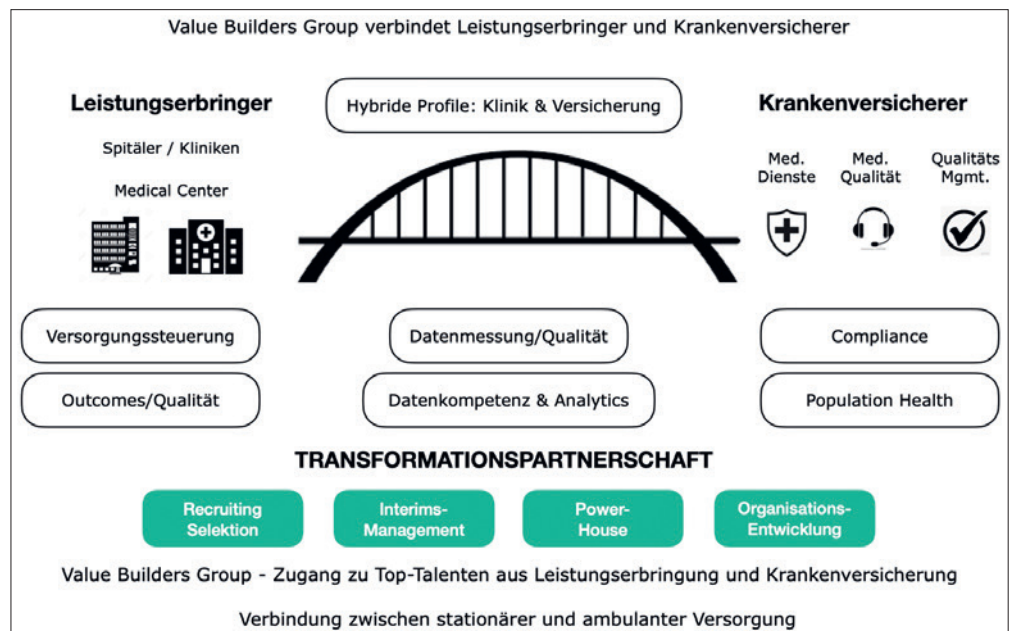 Value Builders Group verbindet Leistungserbringer und Krankenversicherer
Leistungserbringer
Spitäler / Kliniken
Medical Center
Hybride Profile: Klinik & Versicherung
Krankenversicherer
Med.
Dienste
Med.
Qualität
Qualitäts
Mgmt.
Versorgungssteuerung
Datenmessung/Qualität
Compliance
Outcomes/Qualität
Datenkompetenz & Analytics
Population Health
TRANSFORMATIONSPARTNERSCHAFT
Recruiting
Selektion
Interims-
Management
Power-
House
Organisations-
Entwicklung
Value Builders Group - Zugang zu Top-Talenten aus Leistungserbringung und Krankenversicherung
Verbindung zwischen stationärer und ambulanter Versorgung